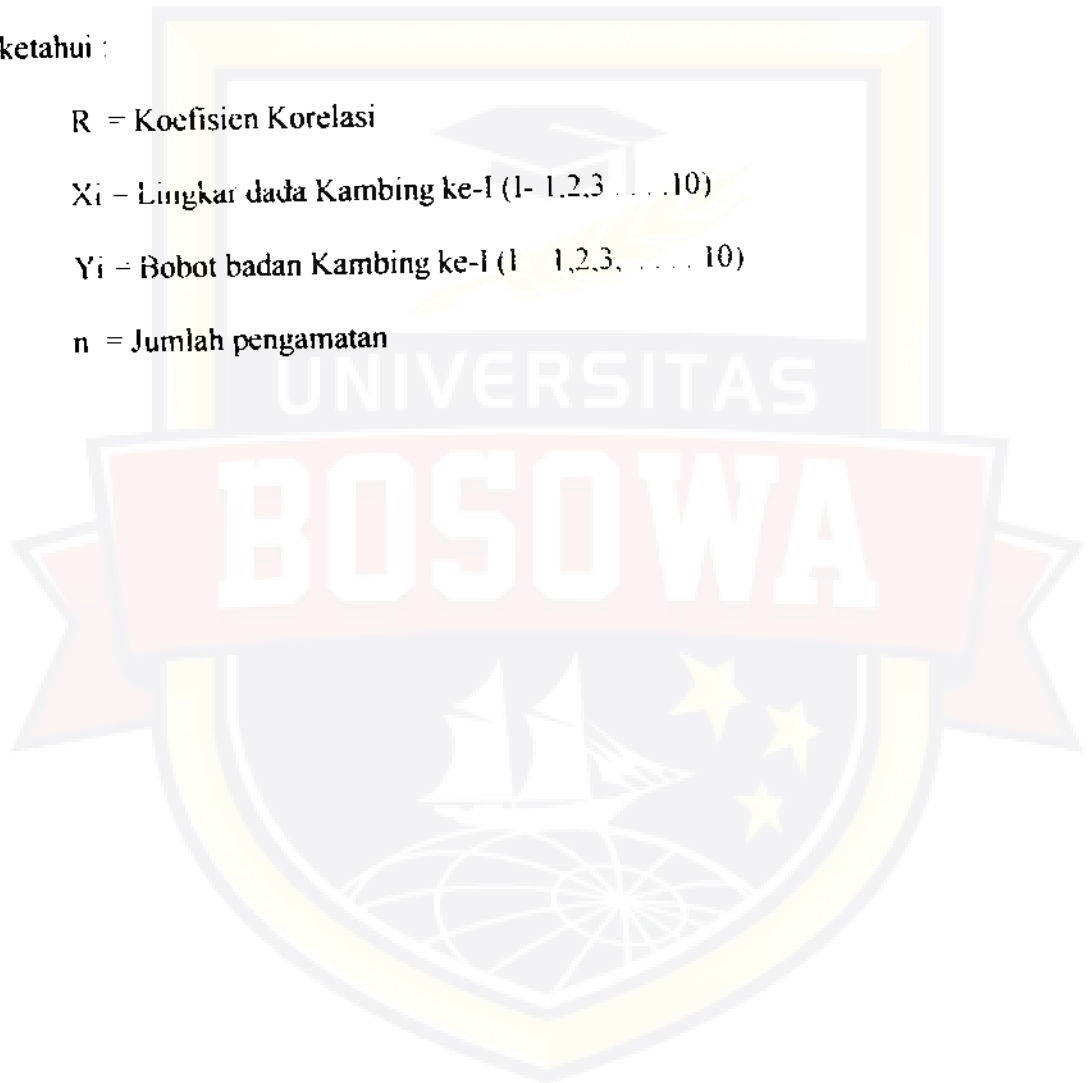 ketahui :
R = Koefisien Korelasi
Xi = Lingkar dada Kambing ke-I (I- 1,2,3 . . . .10)
Yi = Bobot badan Kambing ke-I (I 1,2,3, . . . . . 10)
n = Jumlah pengamatan
UNIVERSITAS
BOSOWA